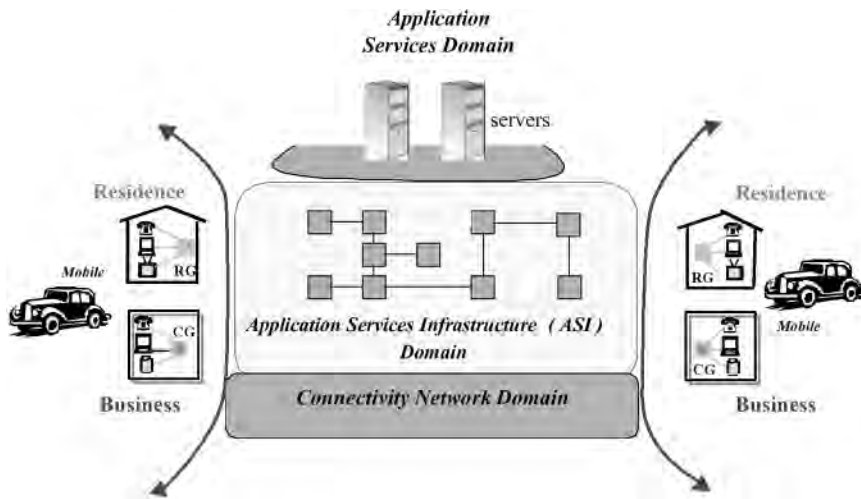 Application
Services Domain
servers
Residence
RG
Mobile
CG
Business
Application Services Infrastructure ( ASI )
Domain
Connectivity Network Domain
Residence
RG
Mobile
CG
Business